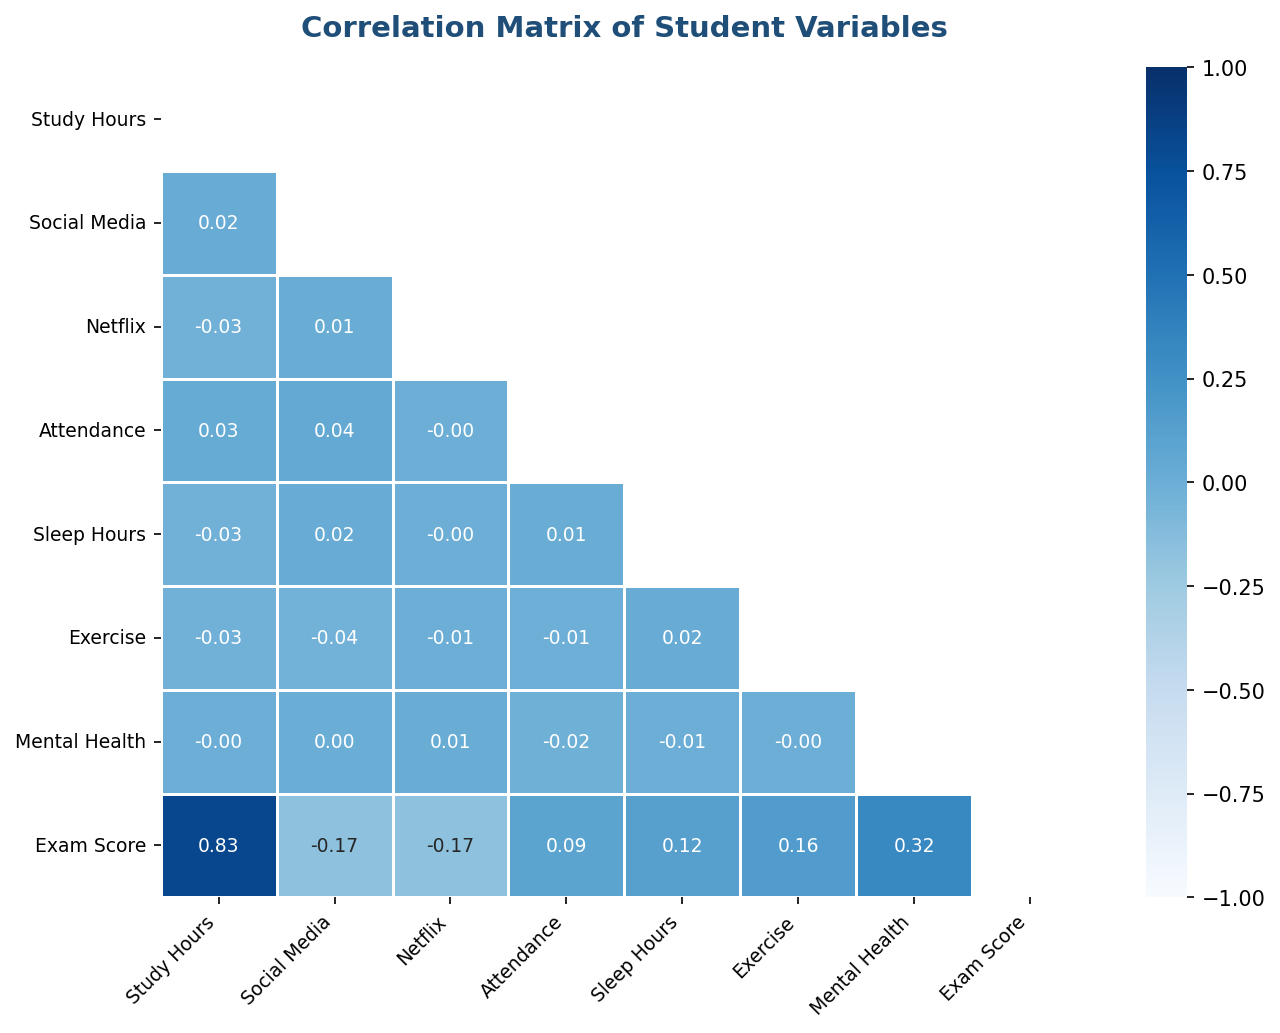 Correlation Matrix of Student Variables
Study Hours
Social Media 0.02
Netflix -0.03 0.01
Attendance 0.03 0.04 -0.00
Sleep Hours -0.03 0.02 -0.00 0.01
Exercise -0.03 -0.04 -0.01 -0.01 0.02
Mental Health -0.00 0.00 0.01 -0.02 -0.01 -0.00
Exam Score 0.83 -0.17 -0.17 0.09 0.12 0.16 0.32
Study Hours Social Media Netflix Attendance Sleep Hours Exercise Mental Health Exam Score
1.00
0.75
0.50
0.25
0.00
−0.25
−0.50
−0.75
−1.00